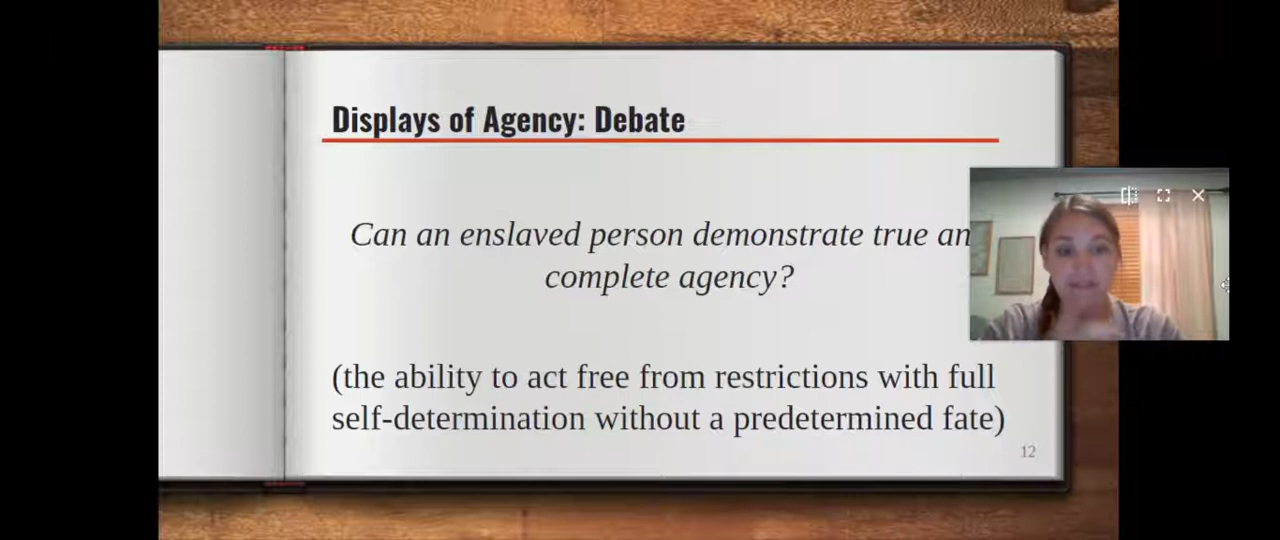 Displays of Agency: Debate
Can an enslaved person demonstrate true an
complete agency?
(the ability to act free from restrictions with full
self-determination without a predetermined fate)
12